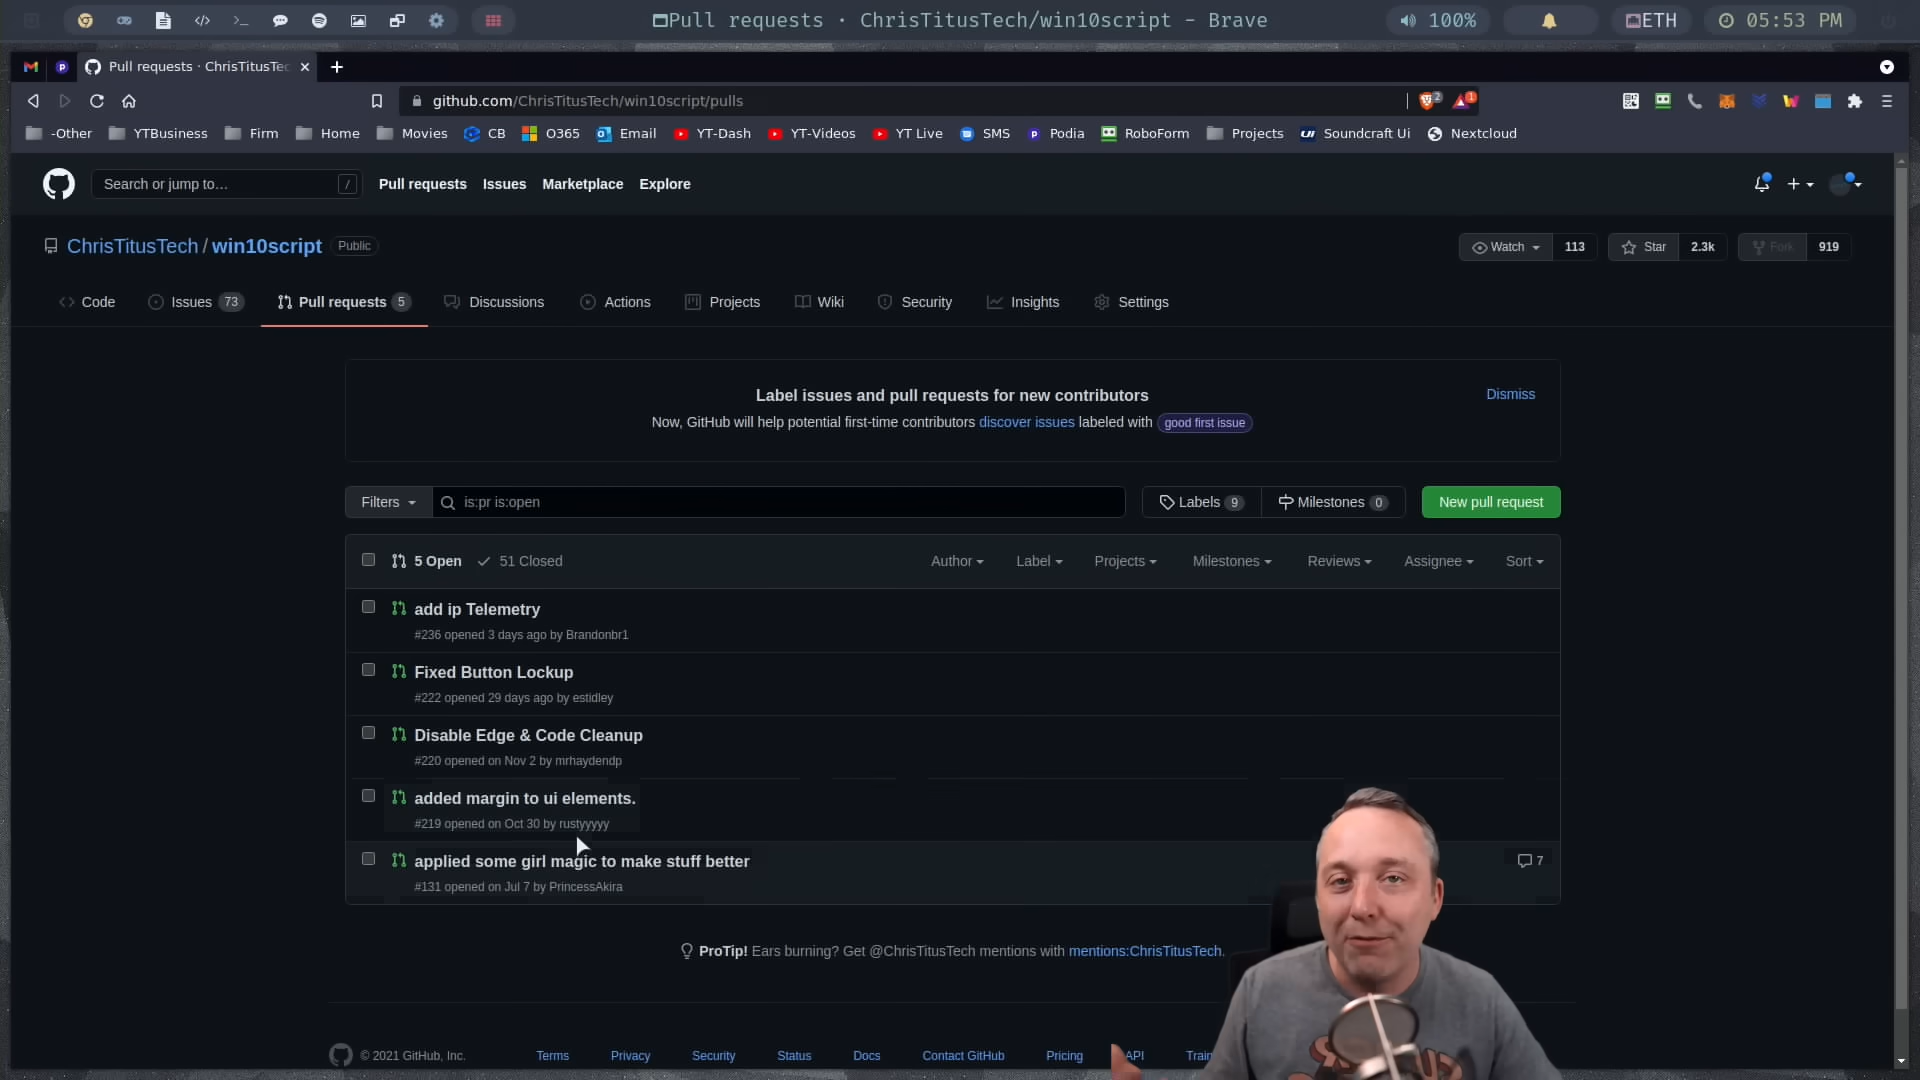 Pull requests · ChrisTitusTech/win10script - Brave
100%
ETH
05:53 PM
Pull requests · ChrisTitusTec
github.com/ChrisTitusTech/win10script/pulls
2
1
-Other
YTBusiness
Firm
Home
Movies
CB
O365
Email
YT-Dash
YT-Videos
YT Live
SMS
Podia
RoboForm
Projects
Soundcraft Ui
Nextcloud
Search or jump to…
/
Pull requests
Issues
Marketplace
Explore
ChrisTitusTech / win10script
Public
Watch 113
Star 2.3k
Fork 919
Code
Issues 73
Pull requests 5
Discussions
Actions
Projects
Wiki
Security
Insights
Settings
Label issues and pull requests for new contributors
Dismiss
Now, GitHub will help potential first-time contributors discover issues labeled with good first issue
Filters
is:pr is:open
Labels 9
Milestones 0
New pull request
5 Open
51 Closed
Author
Label
Projects
Milestones
Reviews
Assignee
Sort
add ip Telemetry
#236 opened 3 days ago by Brandonbr1
Fixed Button Lockup
#222 opened 29 days ago by estidley
Disable Edge & Code Cleanup
#220 opened on Nov 2 by mrhaydendp
added margin to ui elements.
#219 opened on Oct 30 by rustyyyyy
applied some girl magic to make stuff better
7
#131 opened on Jul 7 by PrincessAkira
ProTip! Ears burning? Get @ChrisTitusTech mentions with mentions:ChrisTitusTech.
© 2021 GitHub, Inc.
Terms
Privacy
Security
Status
Docs
Contact GitHub
Pricing
API
Train